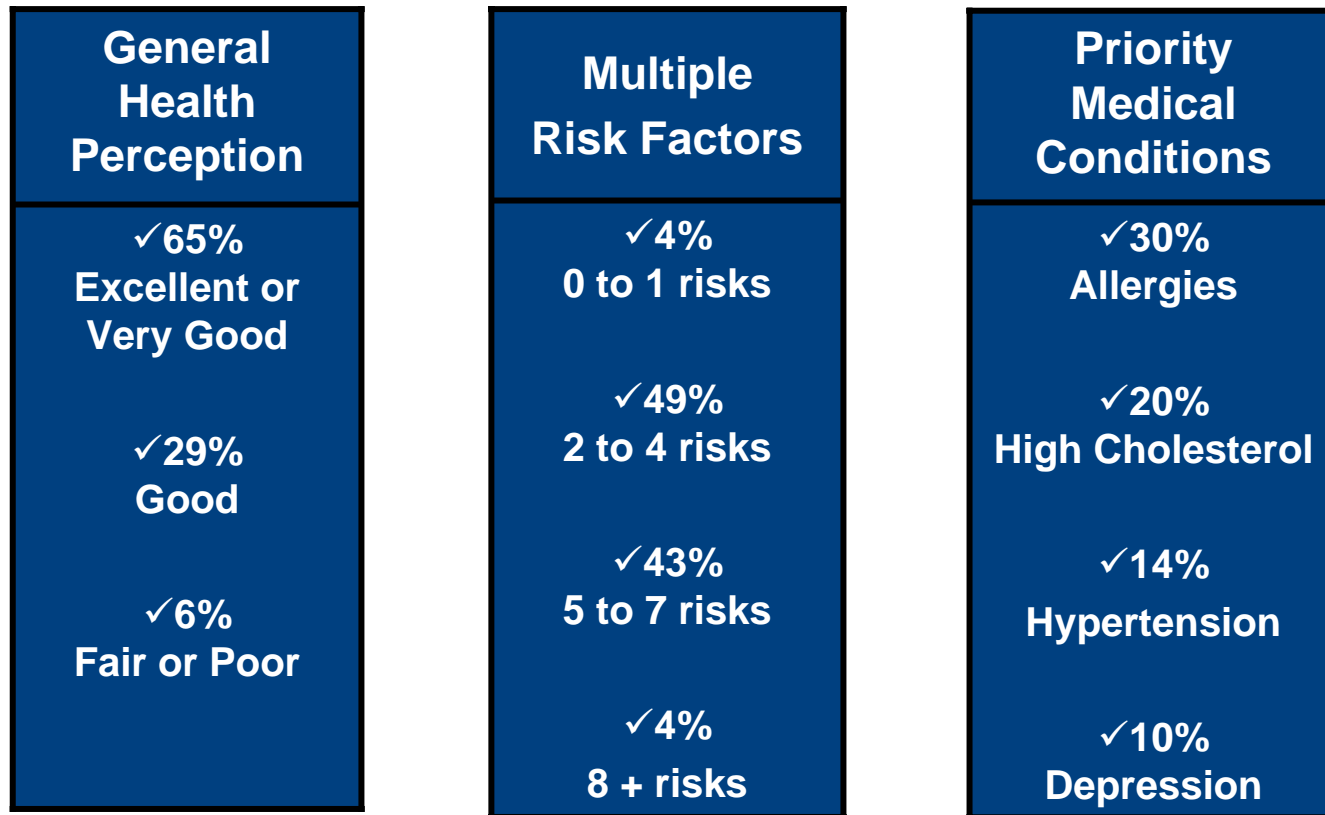 General
Health
Perception
✓65%
Excellent or
Very Good
✓29%
Good
✓6%
Fair or Poor
Multiple
Risk Factors
✓4%
0 to 1 risks
✓49%
2 to 4 risks
✓43%
5 to 7 risks
✓4%
8 + risks
Priority
Medical
Conditions
✓30%
Allergies
✓20%
High Cholesterol
✓14%
Hypertension
✓10%
Depression